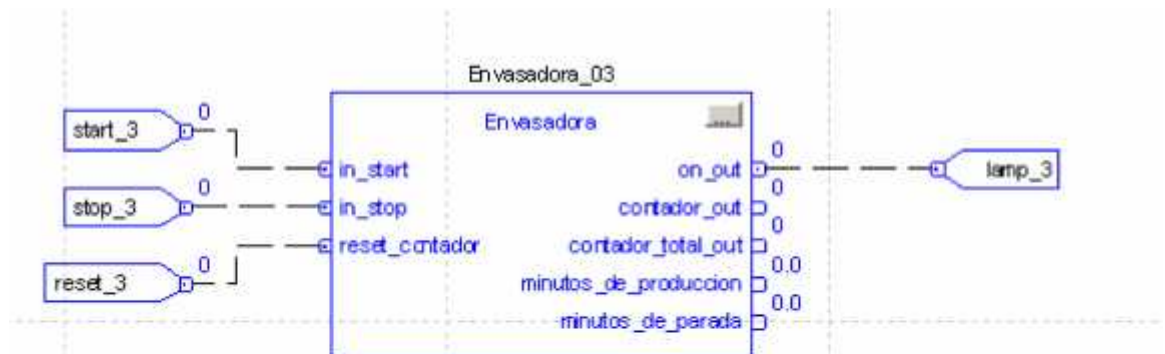 Envasadora_03
Envasadora
...
start_3 0
in_start
on_out 0
lamp_3
stop_3 0
in_stop
contador_out 0
reset_contador
contador_total_out 0
reset_3 0
minutos_de_produccion 0.0
minutos_de_parada 0.0